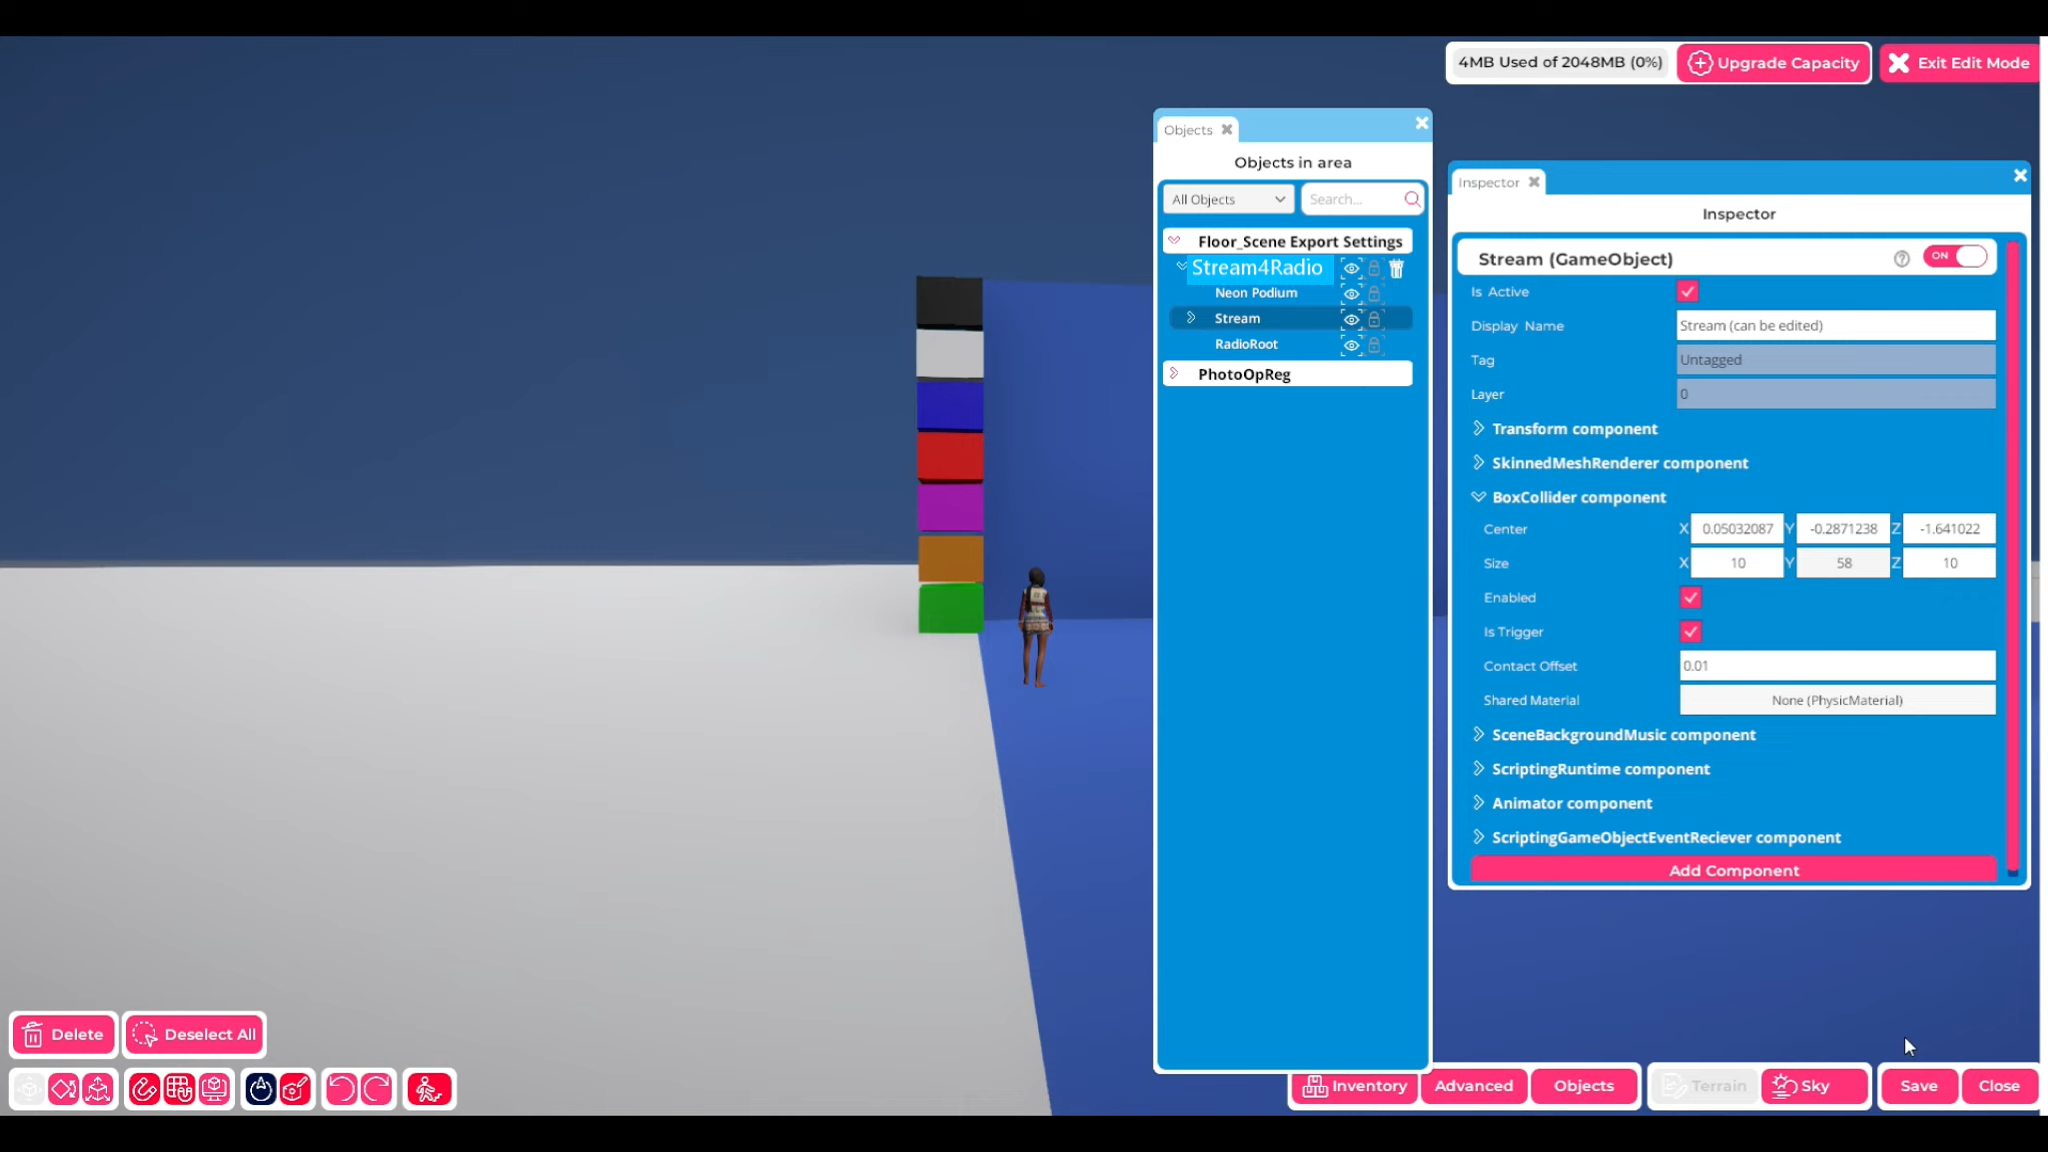 4MB Used of 2048MB (0%)
Upgrade Capacity
Exit Edit Mode
Objects
Objects in area
All Objects
Search...
Floor_Scene Export Settings
Stream4Radio
Neon Podium
Stream
RadioRoot
PhotoOpReg
Inspector
Inspector
Stream (GameObject)
ON
Is Active
Display Name
Stream (can be edited)
Tag
Untagged
Layer
0
Transform component
SkinnedMeshRenderer component
BoxCollider component
Center X 0.05032087 Y -0.2871238 Z -1.641022
Size X 10 Y 58 Z 10
Enabled
Is Trigger
Contact Offset
0.01
Shared Material
None (PhysicMaterial)
SceneBackgroundMusic component
ScriptingRuntime component
Animator component
ScriptingGameObjectEventReciever component
Add Component
Delete
Deselect All
Inventory
Advanced
Objects
Terrain
Sky
Save
Close